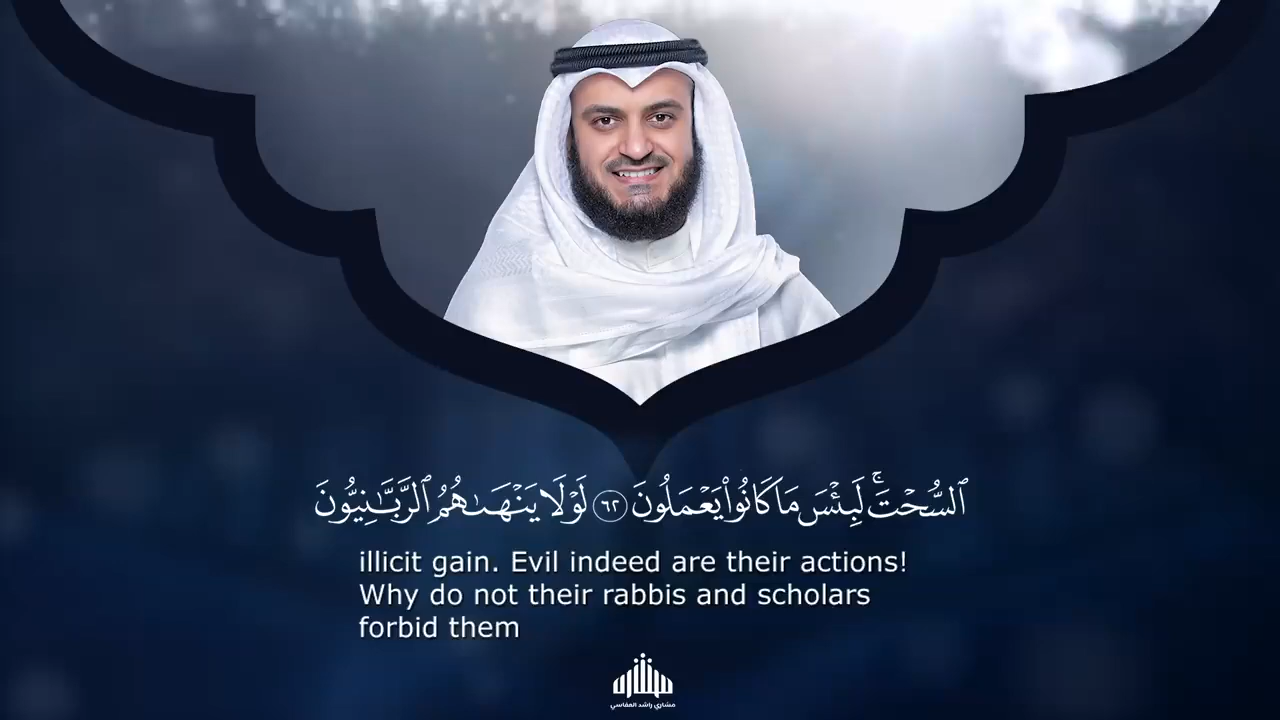 ٱلسُّحْتَۚ لَبِئْسَ مَا كَانُوا۟ يَعْمَلُونَ ٦٢ لَوْلَا يَنْهَىٰهُمُ ٱلرَّبَّـٰنِيُّونَ
illicit gain. Evil indeed are their actions!
Why do not their rabbis and scholars
forbid them
مشاري راشد العفاسي